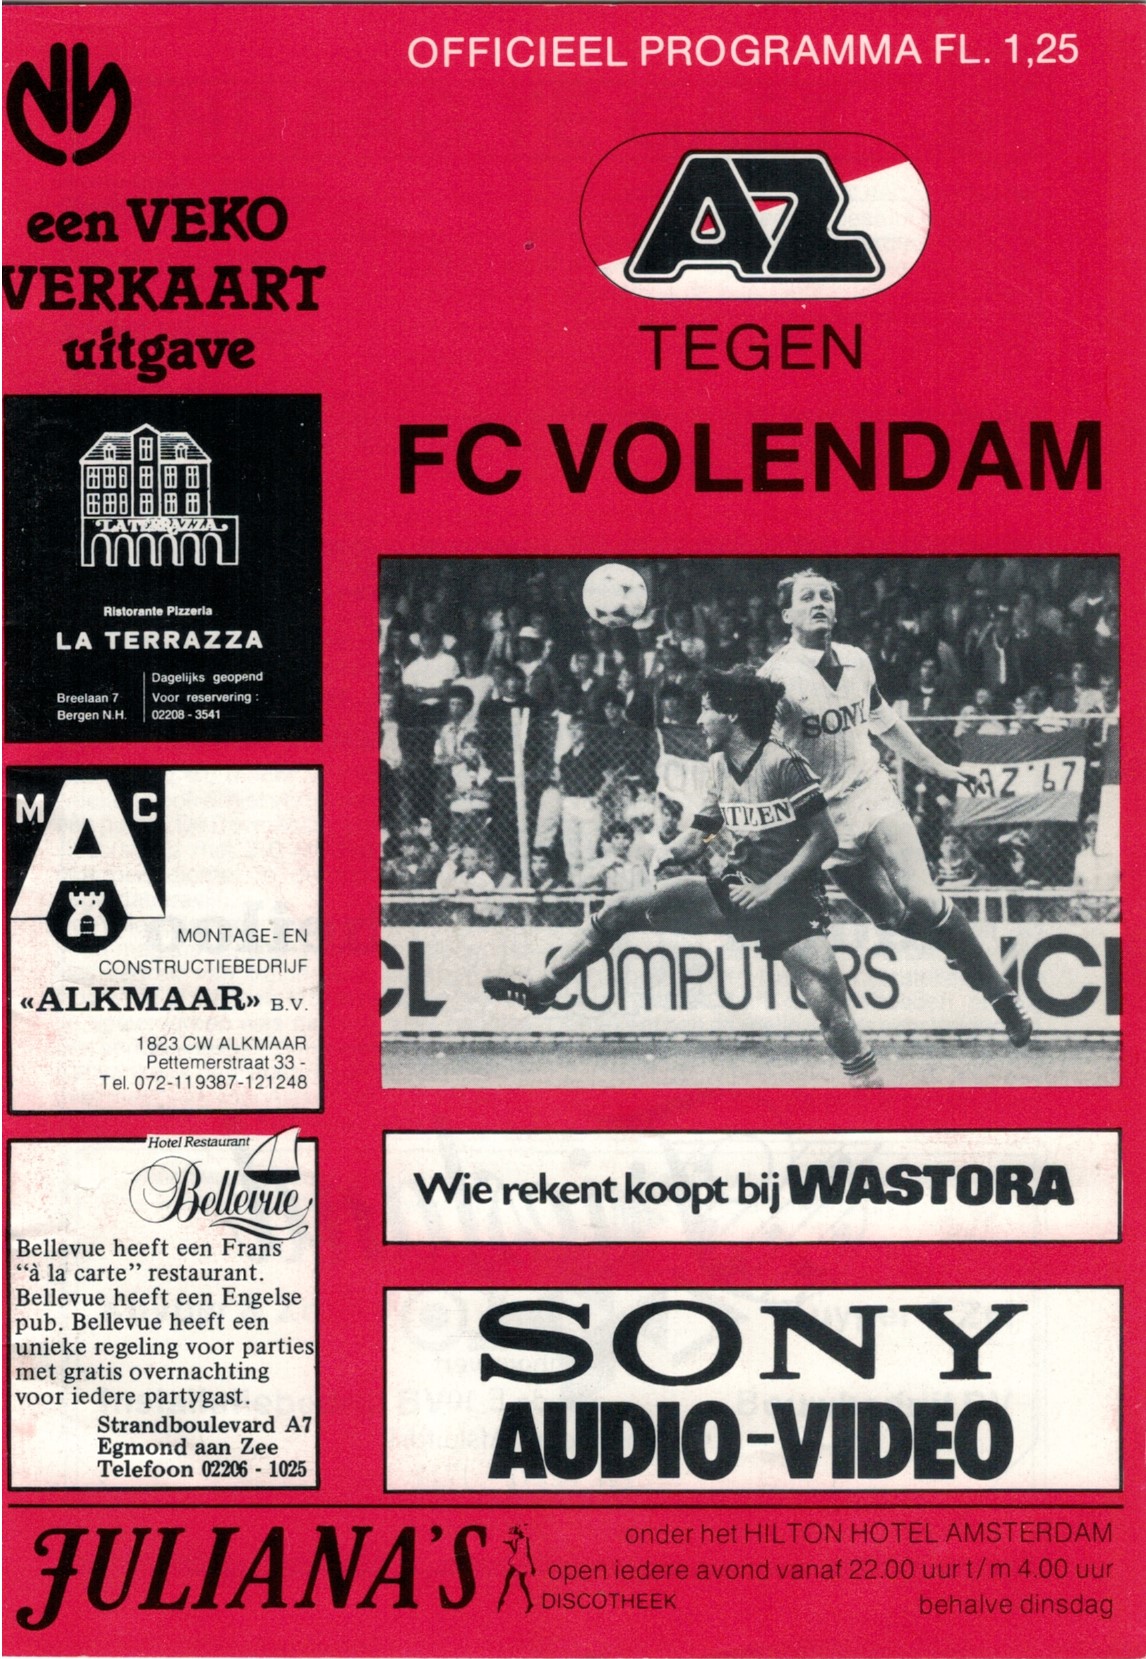 OFFICIEEL PROGRAMMA FL. 1,25
een VEKO
VERKAART
uitgave
AZ
TEGEN
FC VOLENDAM
LA TERRAZZA
Ristorante Pizzeria
LA TERRAZZA
Breelaan 7
Bergen N.H.
Dagelijks geopend
Voor reservering :
02208 - 3541
SONY
AZ '67
COMPUTERS
M A C
MONTAGE- EN
CONSTRUCTIEBEDRIJF
«ALKMAAR» B.V.
1823 CW ALKMAAR
Pettemerstraat 33 -
Tel. 072-119387-121248
Hotel Restaurant
Bellevue
Bellevue heeft een Frans
“à la carte” restaurant.
Bellevue heeft een Engelse
pub. Bellevue heeft een
unieke regeling voor parties
met gratis overnachting
voor iedere partygast.
Strandboulevard A7
Egmond aan Zee
Telefoon 02206 - 1025
Wie rekent koopt bij WASTORA
SONY
AUDIO-VIDEO
JULIANA'S
DISCOTHEEK
onder het HILTON HOTEL AMSTERDAM
open iedere avond vanaf 22.00 uur t/m 4.00 uur
behalve dinsdag